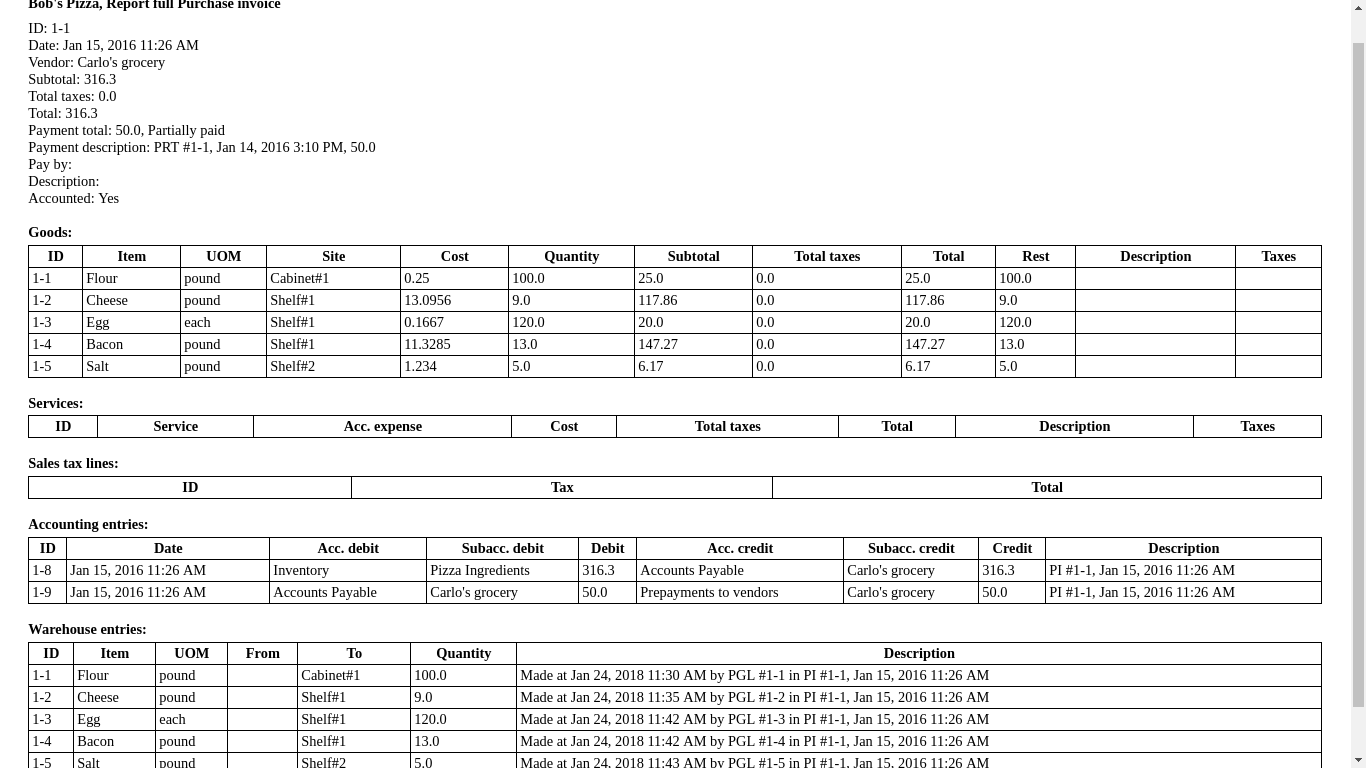 Bob's Pizza, Report full Purchase invoice
ID: 1-1
Date: Jan 15, 2016 11:26 AM
Vendor: Carlo's grocery
Subtotal: 316.3
Total taxes: 0.0
Total: 316.3
Payment total: 50.0, Partially paid
Payment description: PRT #1-1, Jan 14, 2016 3:10 PM, 50.0
Pay by:
Description:
Accounted: Yes
Goods:
ID Item UOM Site Cost Quantity Subtotal Total taxes Total Rest Description Taxes
1-1 Flour pound Cabinet#1 0.25 100.0 25.0 0.0 25.0 100.0
1-2 Cheese pound Shelf#1 13.0956 9.0 117.86 0.0 117.86 9.0
1-3 Egg each Shelf#1 0.1667 120.0 20.0 0.0 20.0 120.0
1-4 Bacon pound Shelf#1 11.3285 13.0 147.27 0.0 147.27 13.0
1-5 Salt pound Shelf#2 1.234 5.0 6.17 0.0 6.17 5.0
Services:
ID Service Acc. expense Cost Total taxes Total Description Taxes
Sales tax lines:
ID Tax Total
Accounting entries:
ID Date Acc. debit Subacc. debit Debit Acc. credit Subacc. credit Credit Description
1-8 Jan 15, 2016 11:26 AM Inventory Pizza Ingredients 316.3 Accounts Payable Carlo's grocery 316.3 PI #1-1, Jan 15, 2016 11:26 AM
1-9 Jan 15, 2016 11:26 AM Accounts Payable Carlo's grocery 50.0 Prepayments to vendors Carlo's grocery 50.0 PI #1-1, Jan 15, 2016 11:26 AM
Warehouse entries:
ID Item UOM From To Quantity Description
1-1 Flour pound Cabinet#1 100.0 Made at Jan 24, 2018 11:30 AM by PGL #1-1 in PI #1-1, Jan 15, 2016 11:26 AM
1-2 Cheese pound Shelf#1 9.0 Made at Jan 24, 2018 11:35 AM by PGL #1-2 in PI #1-1, Jan 15, 2016 11:26 AM
1-3 Egg each Shelf#1 120.0 Made at Jan 24, 2018 11:42 AM by PGL #1-3 in PI #1-1, Jan 15, 2016 11:26 AM
1-4 Bacon pound Shelf#1 13.0 Made at Jan 24, 2018 11:42 AM by PGL #1-4 in PI #1-1, Jan 15, 2016 11:26 AM
1-5 Salt pound Shelf#2 5.0 Made at Jan 24, 2018 11:43 AM by PGL #1-5 in PI #1-1, Jan 15, 2016 11:26 AM